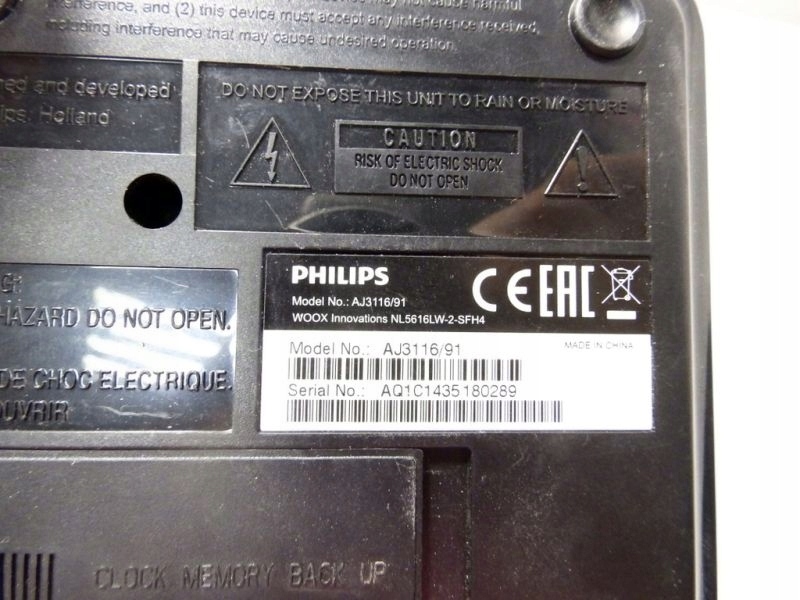 interference, and (2) this device must accept any interference received,
including interference that may cause undesired operation.
and developed
Holland
DO NOT EXPOSE THIS UNIT TO RAIN OR MOISTURE
CAUTION
RISK OF ELECTRIC SHOCK
DO NOT OPEN
HAZARD DO NOT OPEN.
DE CHOC ELECTRIQUE.
OUVRIR
PHILIPS
Model No.: AJ3116/91
WOOX Innovations NL5616LW-2-SFH4
CE EAC
Model No.: AJ3116/91
MADE IN CHINA
Serial No.: AQ1C1435180289
CLOCK MEMORY BACK UP